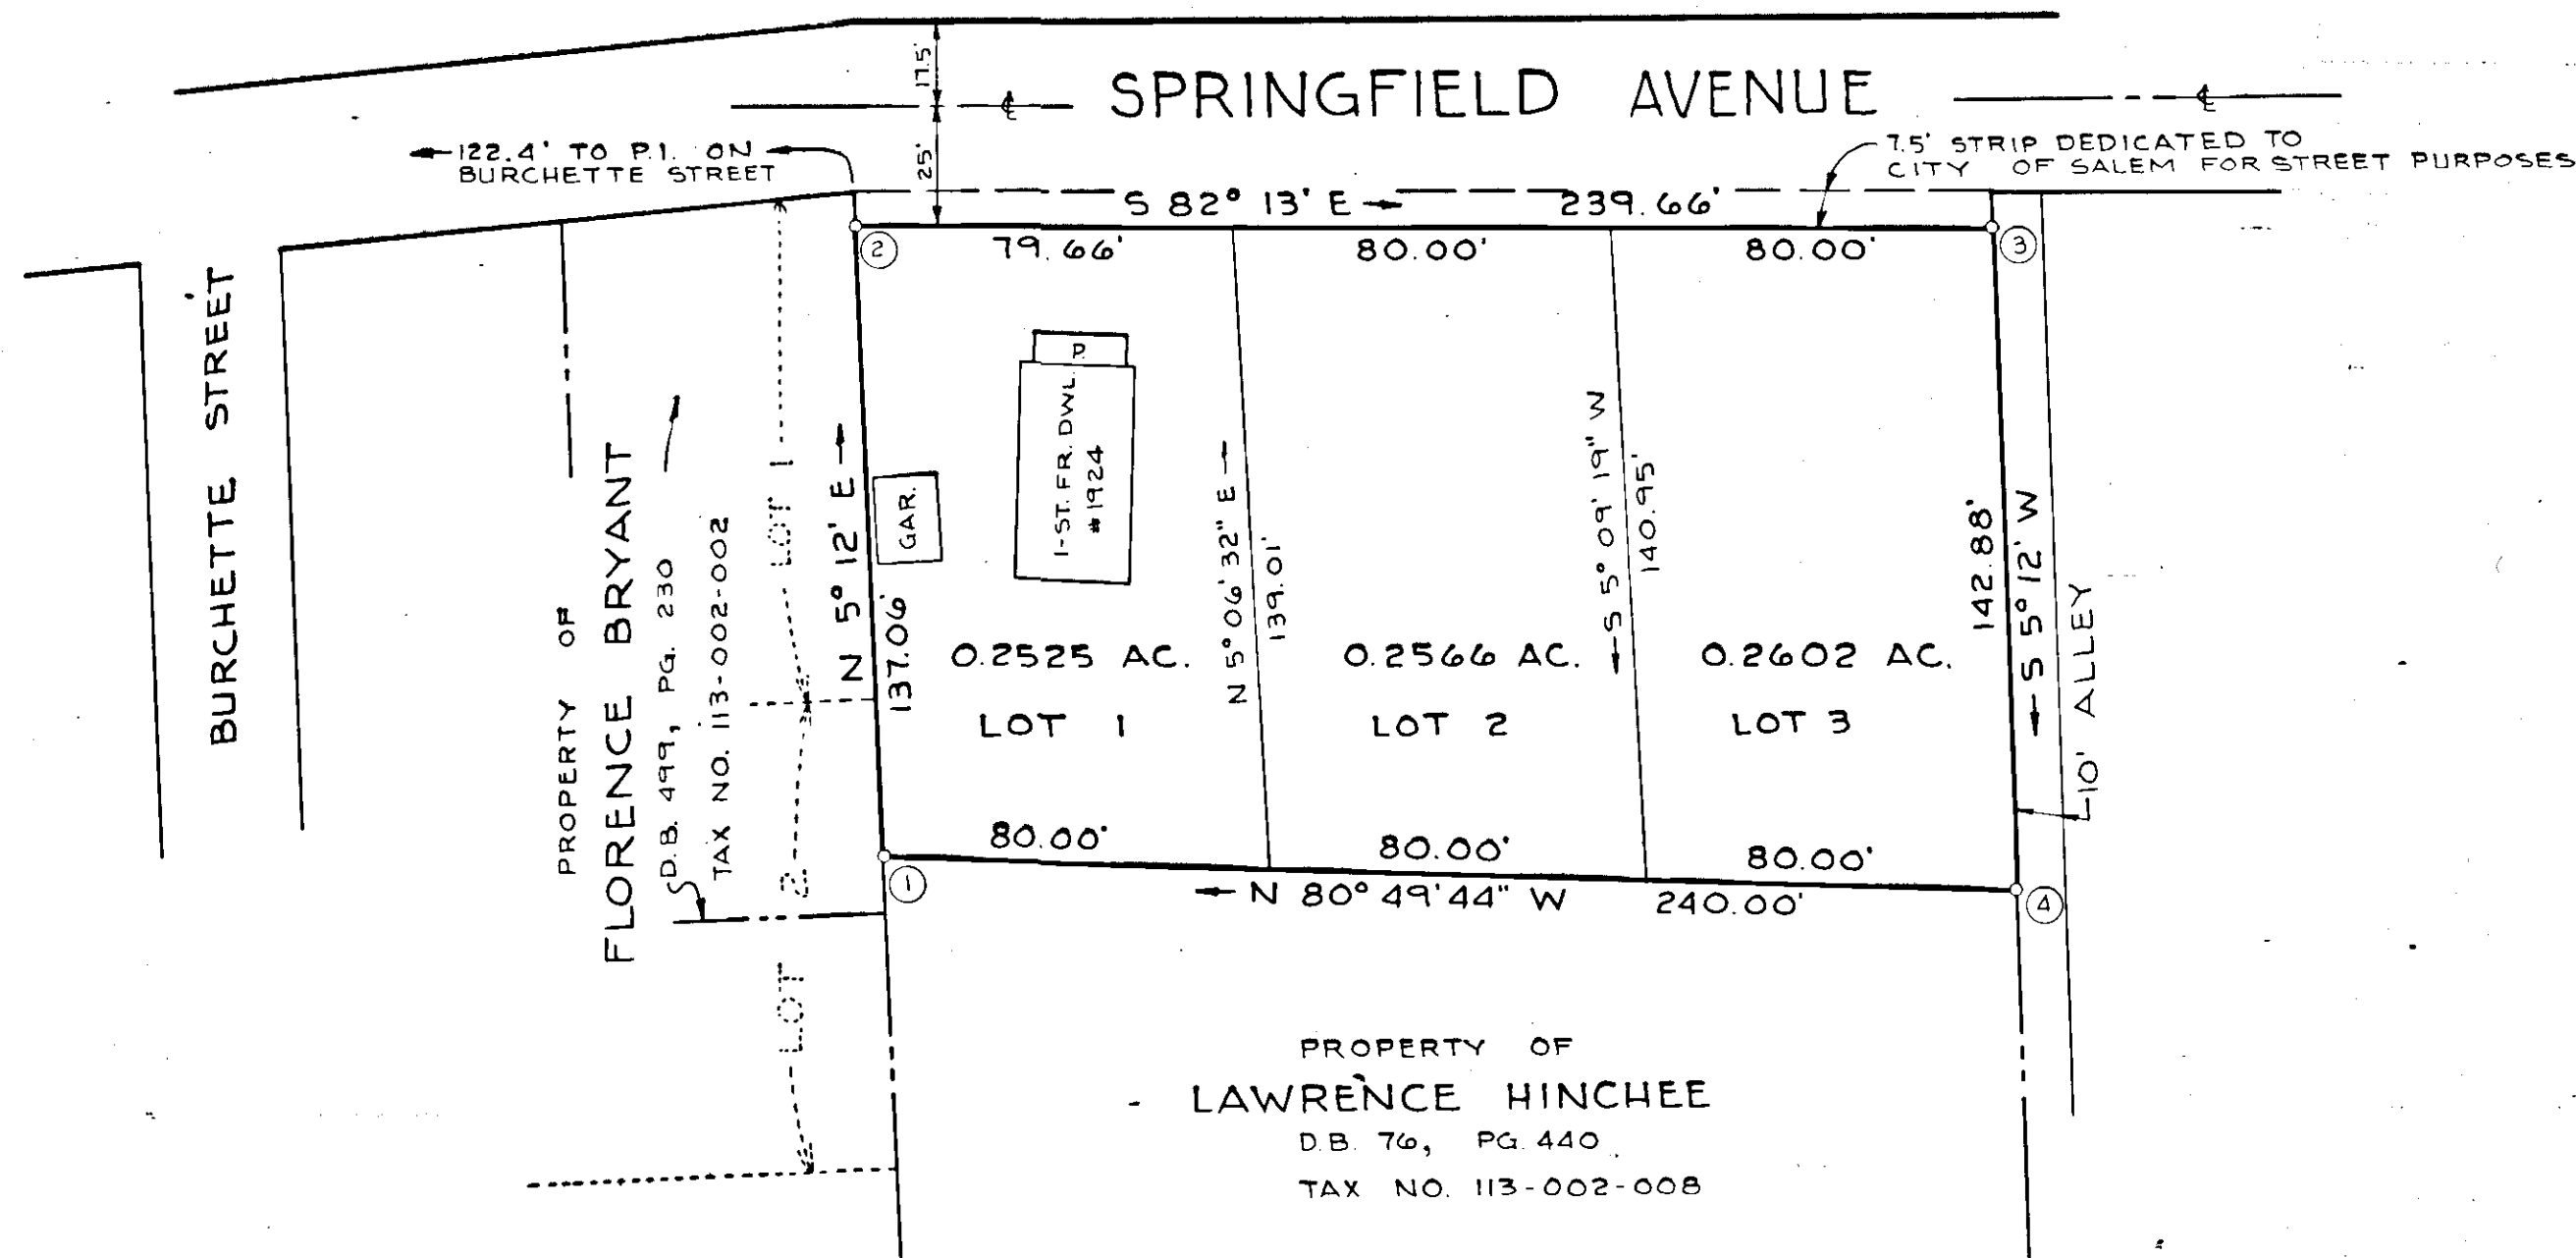 17.5'
SPRINGFIELD AVENUE
℄
℄
25'
122.4' TO P.I. ON
BURCHETTE STREET
7.5' STRIP DEDICATED TO
CITY OF SALEM FOR STREET PURPOSES
S 82° 13' E
239.66'
2
79.66'
80.00'
80.00'
3
BURCHETTE STREET
PROPERTY OF
FLORENCE BRYANT
D.B. 499, PG. 230
TAX NO. 113-002-002
LOT 1
LOT 2
N 5° 12' E
137.06'
GAR.
P.
1-ST. FR. DWL.
#1924
N 5° 06' 32" E
139.01'
S 5° 09' 19" W
140.95'
142.88'
S 5° 12' W
10' ALLEY
0.2525 AC.
LOT 1
0.2566 AC.
LOT 2
0.2602 AC.
LOT 3
80.00'
80.00'
80.00'
1
N 80° 49' 44" W
240.00'
4
PROPERTY OF
LAWRENCE HINCHEE
D.B. 76, PG. 440
TAX NO. 113-002-008